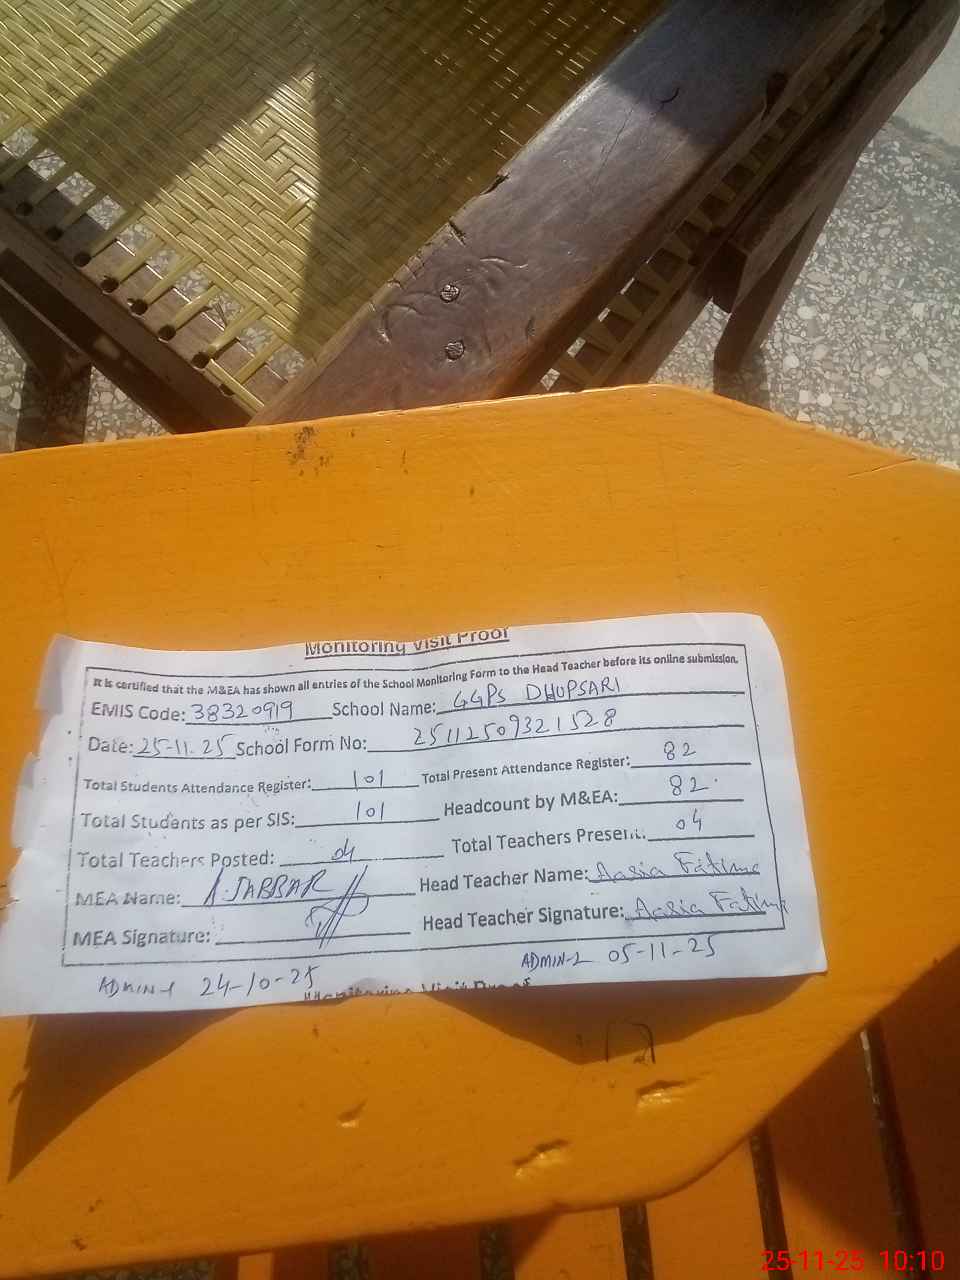 Monitoring Visit Proof
It is certified that the M&EA has shown all entries of the School Monitoring Form to the Head Teacher before its online submission.
EMIS Code: 38320919 School Name: GGPS DHUPSARI
Date: 25-11.25 School Form No: 25112509321528
Total Students Attendance Register: 101 Total Present Attendance Register: 82
Total Students as per SIS: 101 Headcount by M&EA: 82
Total Teachers Posted: 04 Total Teachers Present: 04
MEA Name: A. JABBAR Head Teacher Name: Aasia Fatima
MEA Signature: Head Teacher Signature: Aasia Fatima
ADMIN-1 24-10-25 ADMIN-2 05-11-25
Monitoring Visit Proof
25-11-25 10:10